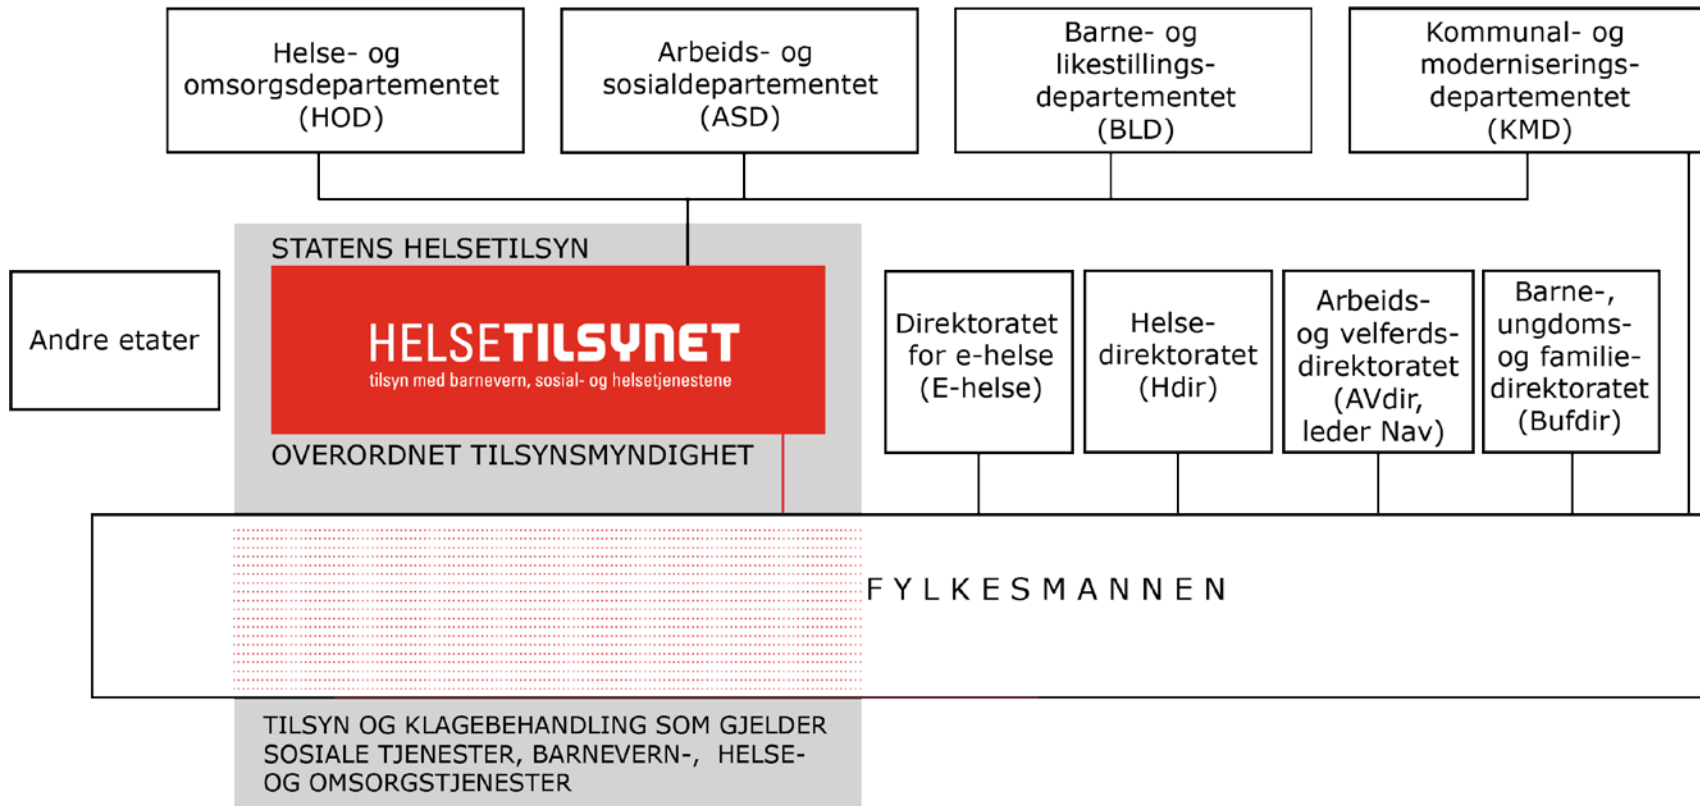 Helse- og
omsorgsdepartementet
(HOD)
Arbeids- og
sosialdepartementet
(ASD)
Barne- og
likestillings-
departementet
(BLD)
Kommunal- og
moderniserings-
departementet
(KMD)
STATENS HELSETILSYN
Andre etater
HELSETILSYNET
tilsyn med barnevern, sosial- og helsetjenestene
OVERORDNET TILSYNSMYNDIGHET
Direktoratet
for e-helse
(E-helse)
Helse-
direktoratet
(Hdir)
Arbeids-
og velferds-
direktoratet
(AVdir,
leder Nav)
Barne-,
ungdoms-
og familie-
direktoratet
(Bufdir)
FYLKESMANNEN
TILSYN OG KLAGEBEHANDLING SOM GJELDER
SOSIALE TJENESTER, BARNEVERN-, HELSE-
OG OMSORGSTJENESTER